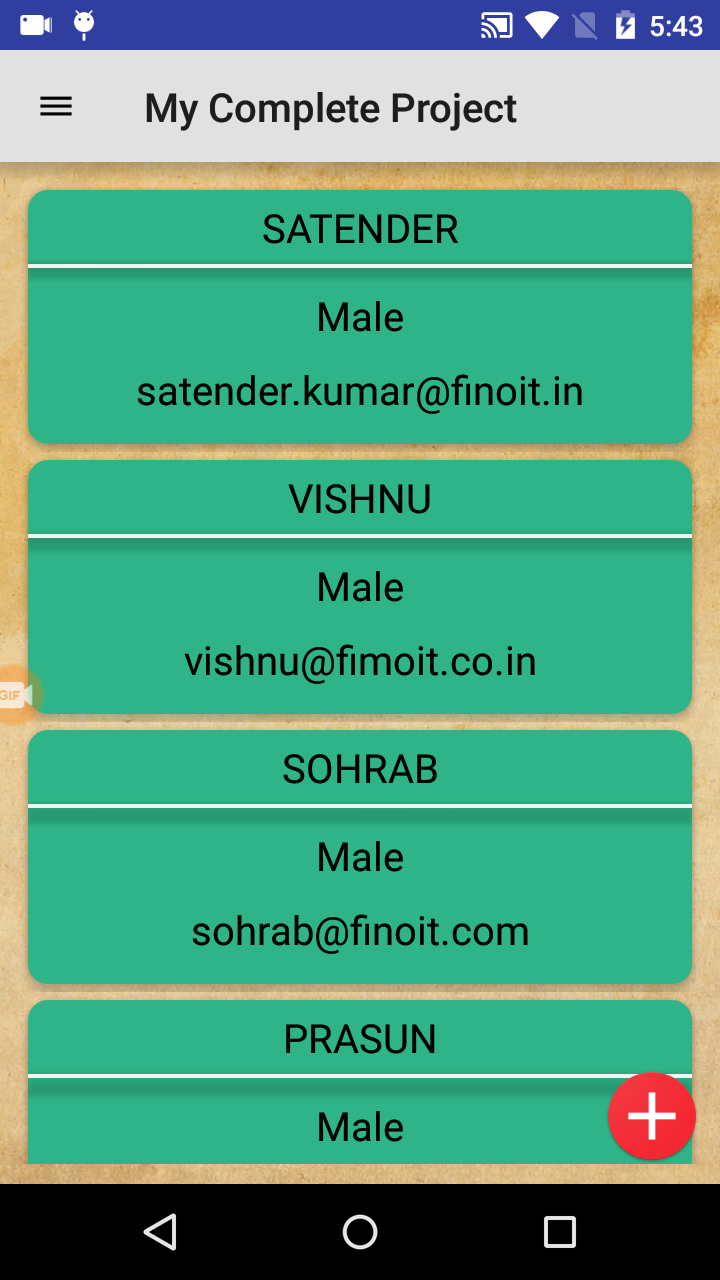 5:43
My Complete Project
SATENDER
Male
satender.kumar@finoit.in
VISHNU
Male
vishnu@fimoit.co.in
GIF
SOHRAB
Male
sohrab@finoit.com
PRASUN
Male